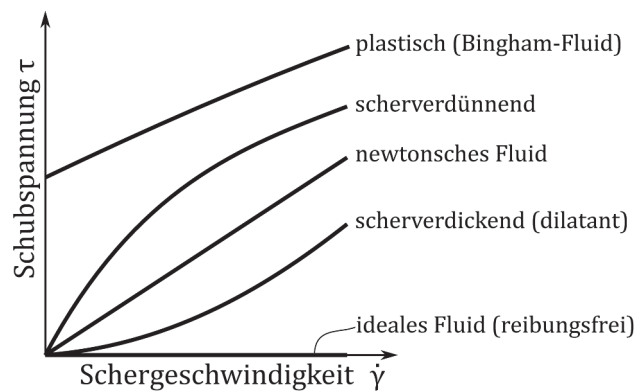 plastisch (Bingham-Fluid)
scherverdünnend
newtonsches Fluid
scherverdickend (dilatant)
ideales Fluid (reibungsfrei)
Schubspannung τ
Schergeschwindigkeit γ̇